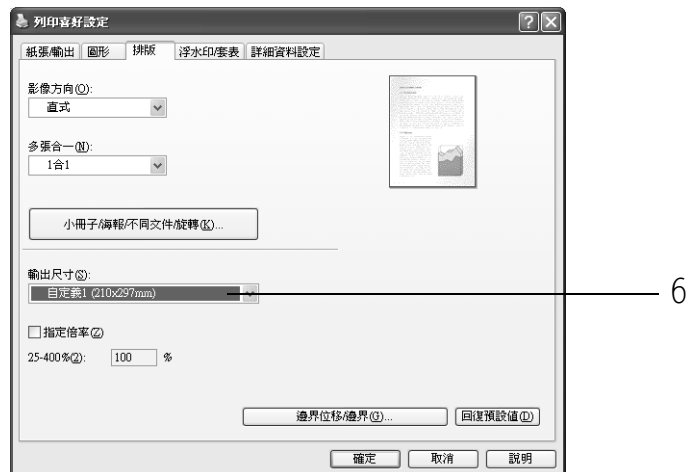 列印喜好設定
紙張/輸出 圖形 排版 浮水印/套表 詳細資料設定
影像方向(O):
直式
多張合一(N):
1合1
小冊子/海報/不同文件/旋轉(K)...
輸出尺寸(S):
自定義1 (210x297mm)
6
指定倍率(Z)
25-400%(2): 100 %
邊界位移/邊界(G)... 回復預設值(D)
確定 取消 說明